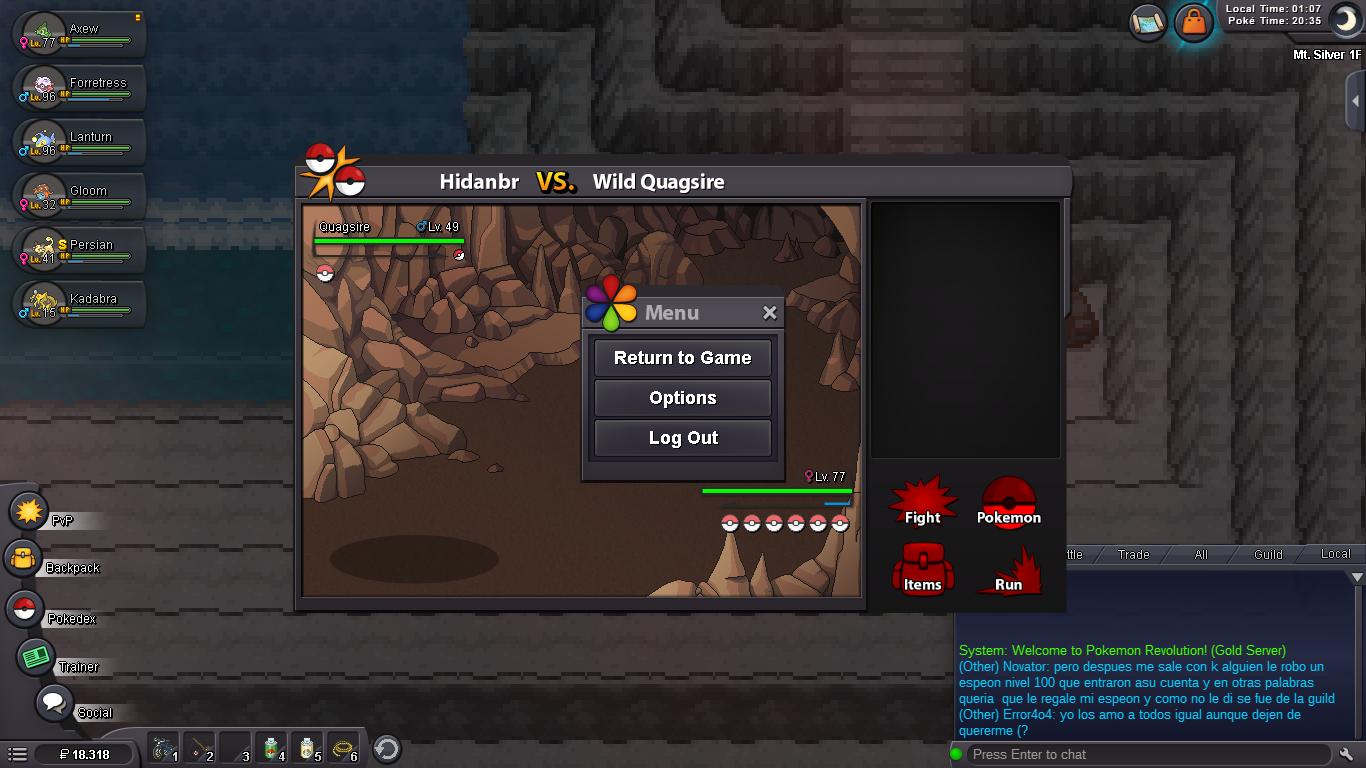 Axew
Lv.77 HP
Forretress
Lv.96 HP
Lanturn
Lv.96 HP
Gloom
Lv.32 HP
S Persian
Lv.41 HP
Kadabra
Lv.15 HP
Local Time: 01:07
Poké Time: 20:35
Mt. Silver 1F
Hidanbr VS. Wild Quagsire
Quagsire Lv. 49
Menu
Return to Game
Options
Log Out
Lv. 77
Fight
Pokemon
Items
Run
PvP
Backpack
Pokedex
Trainer
Social
18.318
1 2 3 4 5 6
ttle Trade All Guild Local
System: Welcome to Pokemon Revolution! (Gold Server)
(Other) Novator: pero despues me sale con k alguien le robo un
espeon nivel 100 que entraron asu cuenta y en otras palabras
queria que le regale mi espeon y como no le di se fue de la guild
(Other) Error4o4: yo los amo a todos igual aunque dejen de
quererme (?
Press Enter to chat